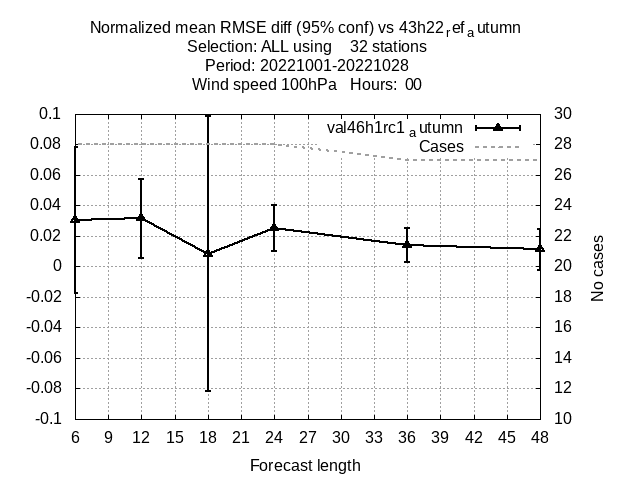 Normalized mean RMSE diff (95% conf) vs 43h22refautumn
Selection: ALL using 32 stations
Period: 20221001-20221028
Wind speed 100hPa Hours: 00
val46h1rc1autumn
Cases
0.1
0.08
0.06
0.04
0.02
0
-0.02
-0.04
-0.06
-0.08
-0.1
30
28
26
24
22
20
18
16
14
12
10
No cases
6 9 12 15 18 21 24 27 30 33 36 39 42 45 48
Forecast length